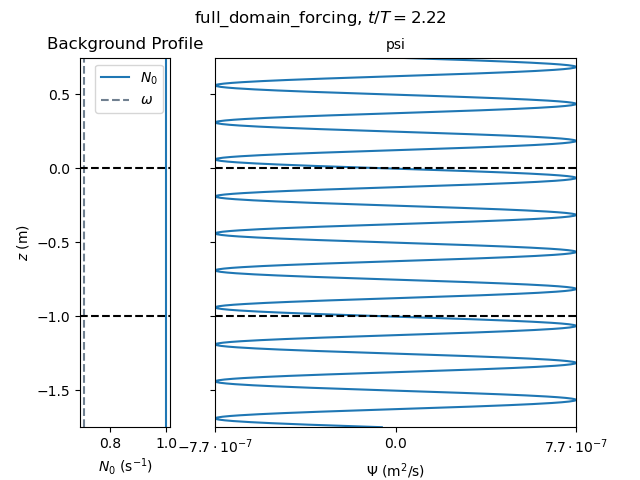 full_domain_forcing, t/T = 2.22
Background Profile
psi
N₀
ω
0.5
0.0
−0.5
−1.0
−1.5
z (m)
0.8
1.0
−7.7 · 10⁻⁷
0.0
7.7 · 10⁻⁷
N₀ (s⁻¹)
Ψ (m²/s)